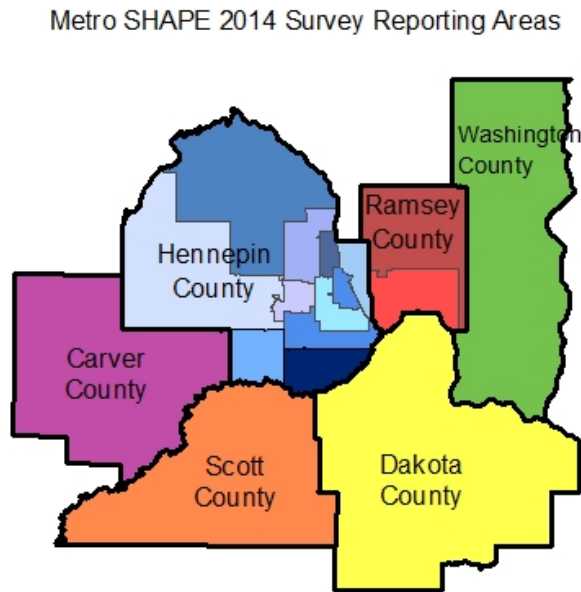 Metro SHAPE 2014 Survey Reporting Areas
Washington
County
Ramsey
County
Hennepin
County
Carver
County
Scott
County
Dakota
County